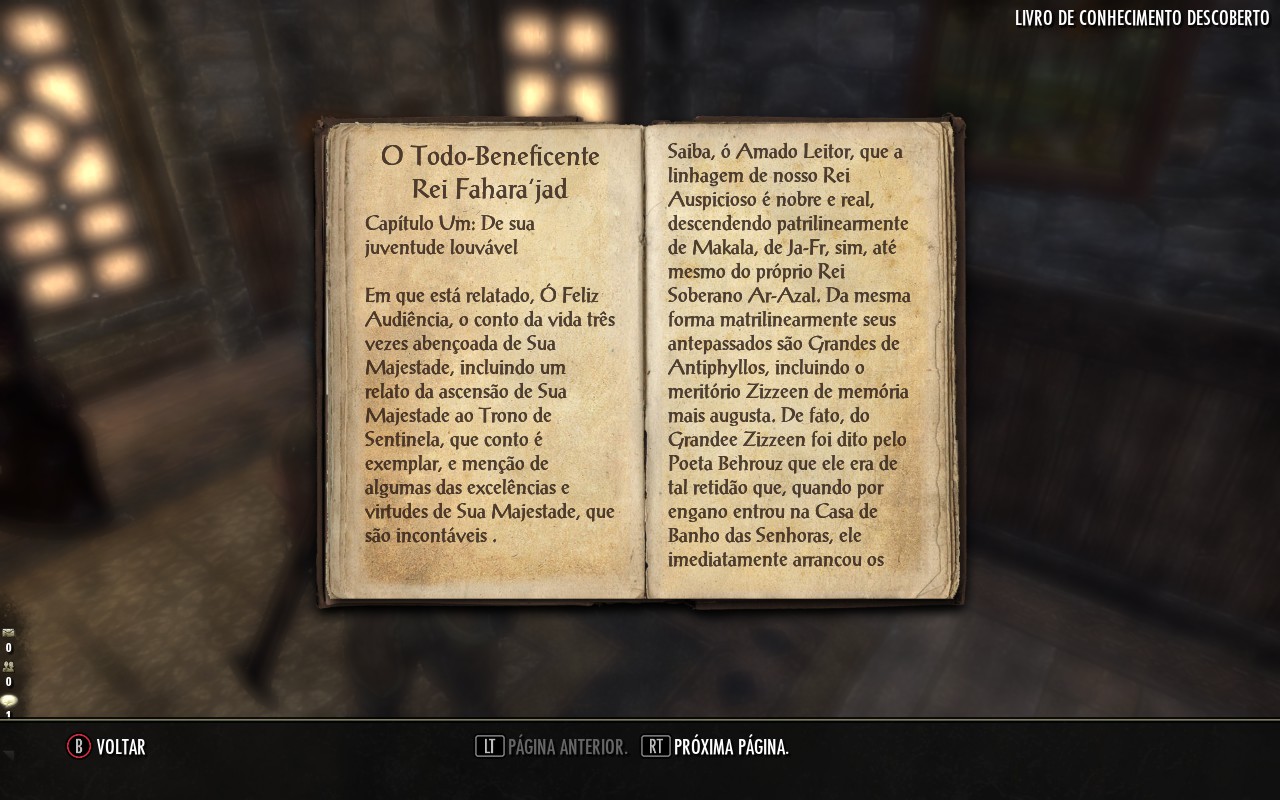 LIVRO DE CONHECIMENTO DESCOBERTO
O Todo-Beneficente
Rei Fahara'jad
Capítulo Um: De sua
juventude louvável
Em que está relatado, Ó Feliz
Audiência, o conto da vida três
vezes abençoada de Sua
Majestade, incluindo um
relato da ascensão de Sua
Majestade ao Trono de
Sentinela, que conto é
exemplar, e menção de
algumas das excelências e
virtudes de Sua Majestade, que
são incontáveis .
Saiba, ó Amado Leitor, que a
linhagem de nosso Rei
Auspicioso é nobre e real,
descendendo patrilinearmente
de Makala, de Ja-Fr, sim, até
mesmo do próprio Rei
Soberano Ar-Azal. Da mesma
forma matrilinearmente seus
antepassados são Grandes de
Antiphyllos, incluindo o
meritório Zizzeen de memória
mais augusta. De fato, do
Grandee Zizzeen foi dito pelo
Poeta Behrouz que ele era de
tal retidão que, quando por
engano entrou na Casa de
Banho das Senhoras, ele
imediatamente arrancou os
0
0
1
B VOLTAR
LT PÁGINA ANTERIOR. RT PRÓXIMA PÁGINA.